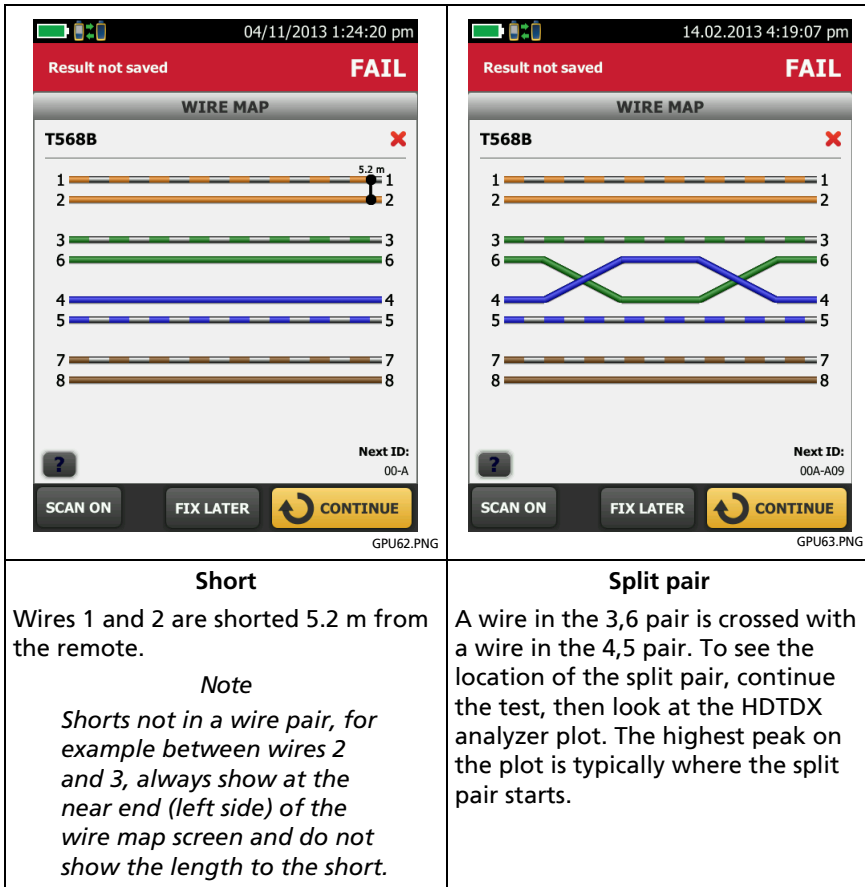 04/11/2013 1:24:20 pm
Result not saved FAIL
WIRE MAP
T568B
5.2 m
1 1
2 2
3 3
6 6
4 4
5 5
7 7
8 8
Next ID:
? 00-A
SCAN ON FIX LATER CONTINUE
GPU62.PNG
Short
Wires 1 and 2 are shorted 5.2 m from
the remote.
Note
Shorts not in a wire pair, for
example between wires 2
and 3, always show at the
near end (left side) of the
wire map screen and do not
show the length to the short.
14.02.2013 4:19:07 pm
Result not saved FAIL
WIRE MAP
T568B
1 1
2 2
3 3
6 6
4 4
5 5
7 7
8 8
Next ID:
? 00A-A09
SCAN ON FIX LATER CONTINUE
GPU63.PNG
Split pair
A wire in the 3,6 pair is crossed with
a wire in the 4,5 pair. To see the
location of the split pair, continue
the test, then look at the HDTDX
analyzer plot. The highest peak on
the plot is typically where the split
pair starts.